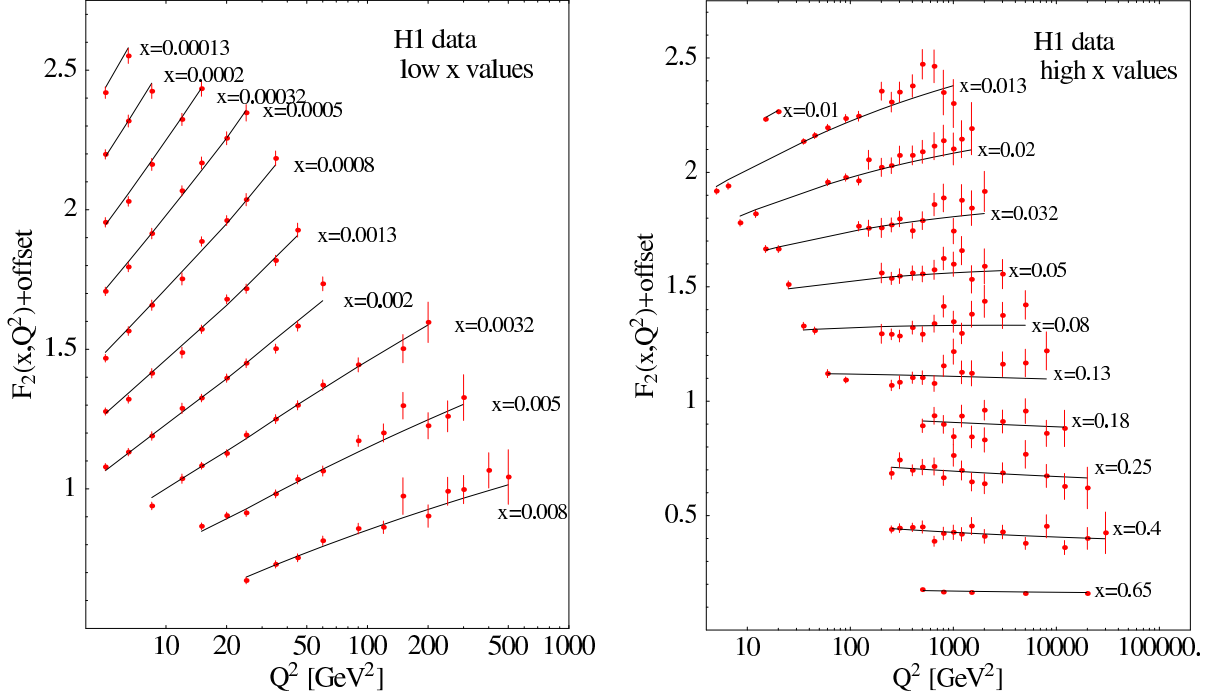 H1 data
low x values
x=0.00013
x=0.0002
x=0.00032
x=0.0005
x=0.0008
x=0.0013
x=0.002
x=0.0032
x=0.005
x=0.008
2.5
2
1.5
1
F2(x,Q²)+offset
10
20
50
100
200
500
1000
Q² [GeV²]
H1 data
high x values
x=0.01
x=0.013
x=0.02
x=0.032
x=0.05
x=0.08
x=0.13
x=0.18
x=0.25
x=0.4
x=0.65
2.5
2
1.5
1
0.5
F2(x,Q²)+offset
10
100
1000
10000
100000.
Q² [GeV²]